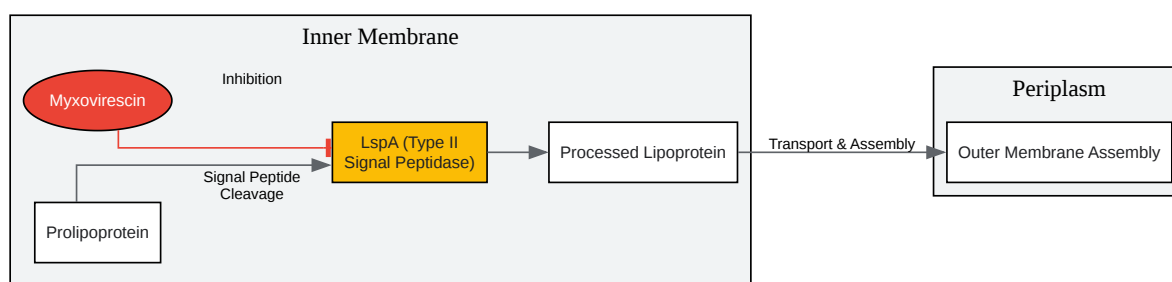 Inner Membrane
Inhibition
Myxovirescin
LspA (Type II
Signal Peptidase)
Processed Lipoprotein
Signal Peptide
Cleavage
Prolipoprotein
Transport & Assembly
Periplasm
Outer Membrane Assembly